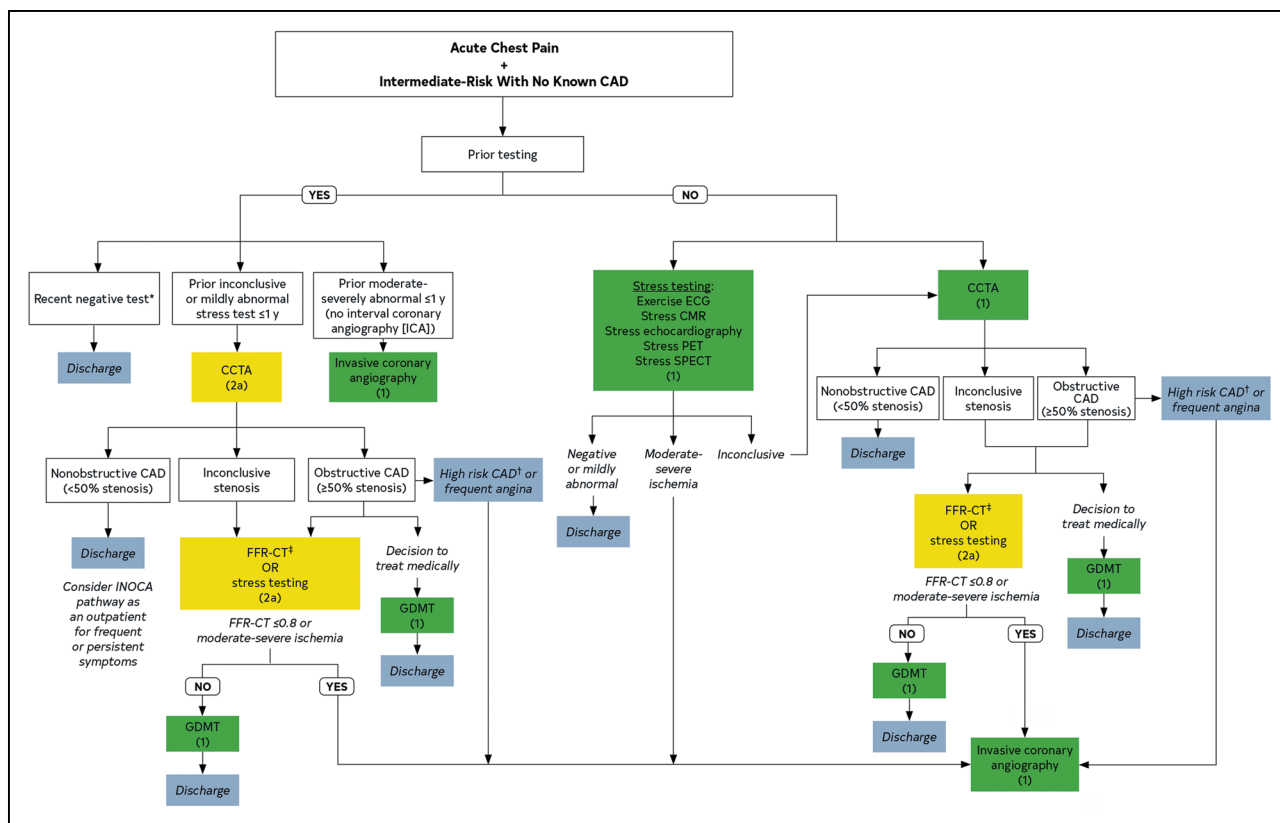 Acute Chest Pain
+
Intermediate-Risk With No Known CAD
Prior testing
YES
NO
Recent negative test*
Discharge
Prior inconclusive
or mildly abnormal
stress test ≤1 y
CCTA
(2a)
Prior moderate-
severely abnormal ≤1 y
(no interval coronary
angiography [ICA])
Invasive coronary
angiography
(1)
Nonobstructive CAD
(<50% stenosis)
Discharge
Consider INOCA
pathway as
an outpatient
for frequent
or persistent
symptoms
Inconclusive
stenosis
Obstructive CAD
(≥50% stenosis)
High risk CAD† or
frequent angina
FFR-CT‡
OR
stress testing
(2a)
Decision to
treat medically
GDMT
(1)
Discharge
FFR-CT ≤0.8 or
moderate-severe ischemia
NO
YES
GDMT
(1)
Discharge
Stress testing:
Exercise ECG
Stress CMR
Stress echocardiography
Stress PET
Stress SPECT
(1)
Negative
or mildly
abnormal
Discharge
Moderate-
severe
ischemia
Inconclusive
CCTA
(1)
Nonobstructive CAD
(<50% stenosis)
Discharge
Inconclusive
stenosis
Obstructive
CAD
(≥50% stenosis)
High risk CAD† or
frequent angina
FFR-CT‡
OR
stress testing
(2a)
Decision to
treat medically
GDMT
(1)
Discharge
FFR-CT ≤0.8 or
moderate-severe ischemia
NO
YES
GDMT
(1)
Discharge
Invasive coronary
angiography
(1)